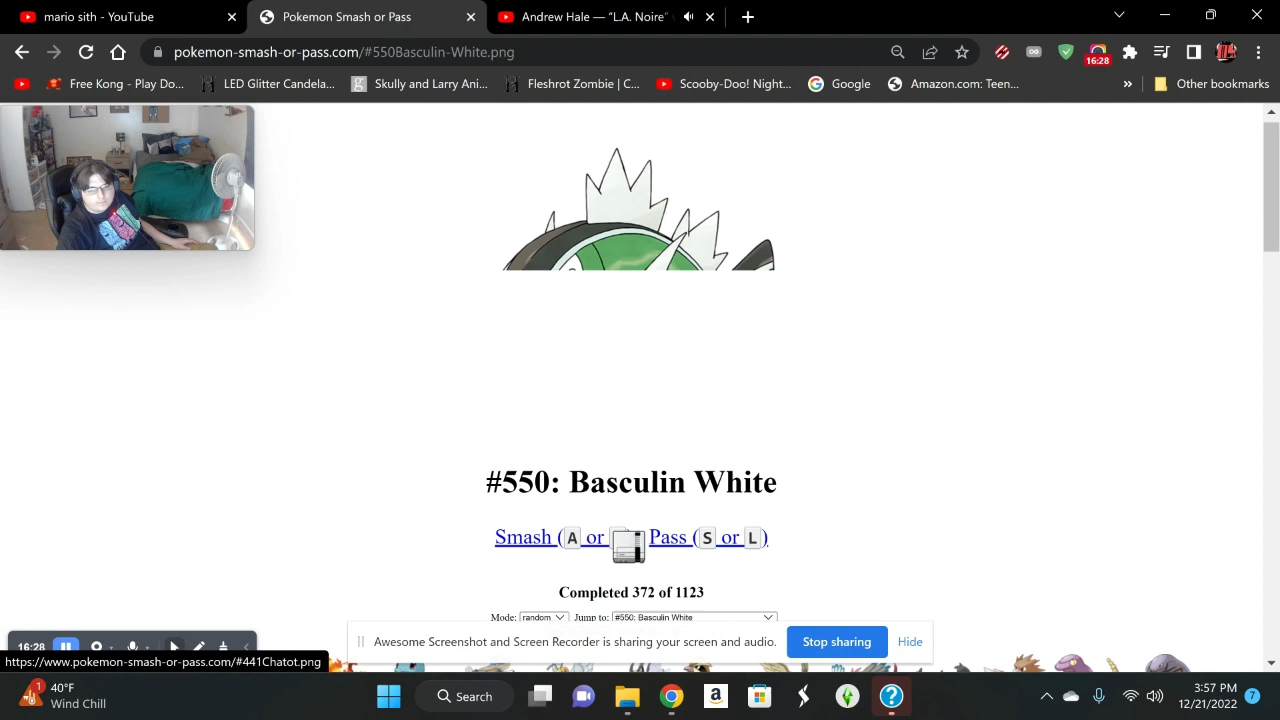 mario sith - YouTube
Pokemon Smash or Pass
Andrew Hale — “L.A. Noire”
pokemon-smash-or-pass.com/#550Basculin-White.png
16:28
Free Kong - Play Do...
LED Glitter Candela...
Skully and Larry Ani...
Fleshrot Zombie | C...
Scooby-Doo! Night...
Google
Amazon.com: Teen...
»
Other bookmarks
#550: Basculin White
Smash (A or
Pass (S or L)
Completed 372 of 1123
Mode: random Jump to: #550: Basculin White
16:28
Awesome Screenshot and Screen Recorder is sharing your screen and audio.
Stop sharing
Hide
https://www.pokemon-smash-or-pass.com/#441Chatot.png
1
40°F
Wind Chill
Search
3:57 PM
12/21/2022
7